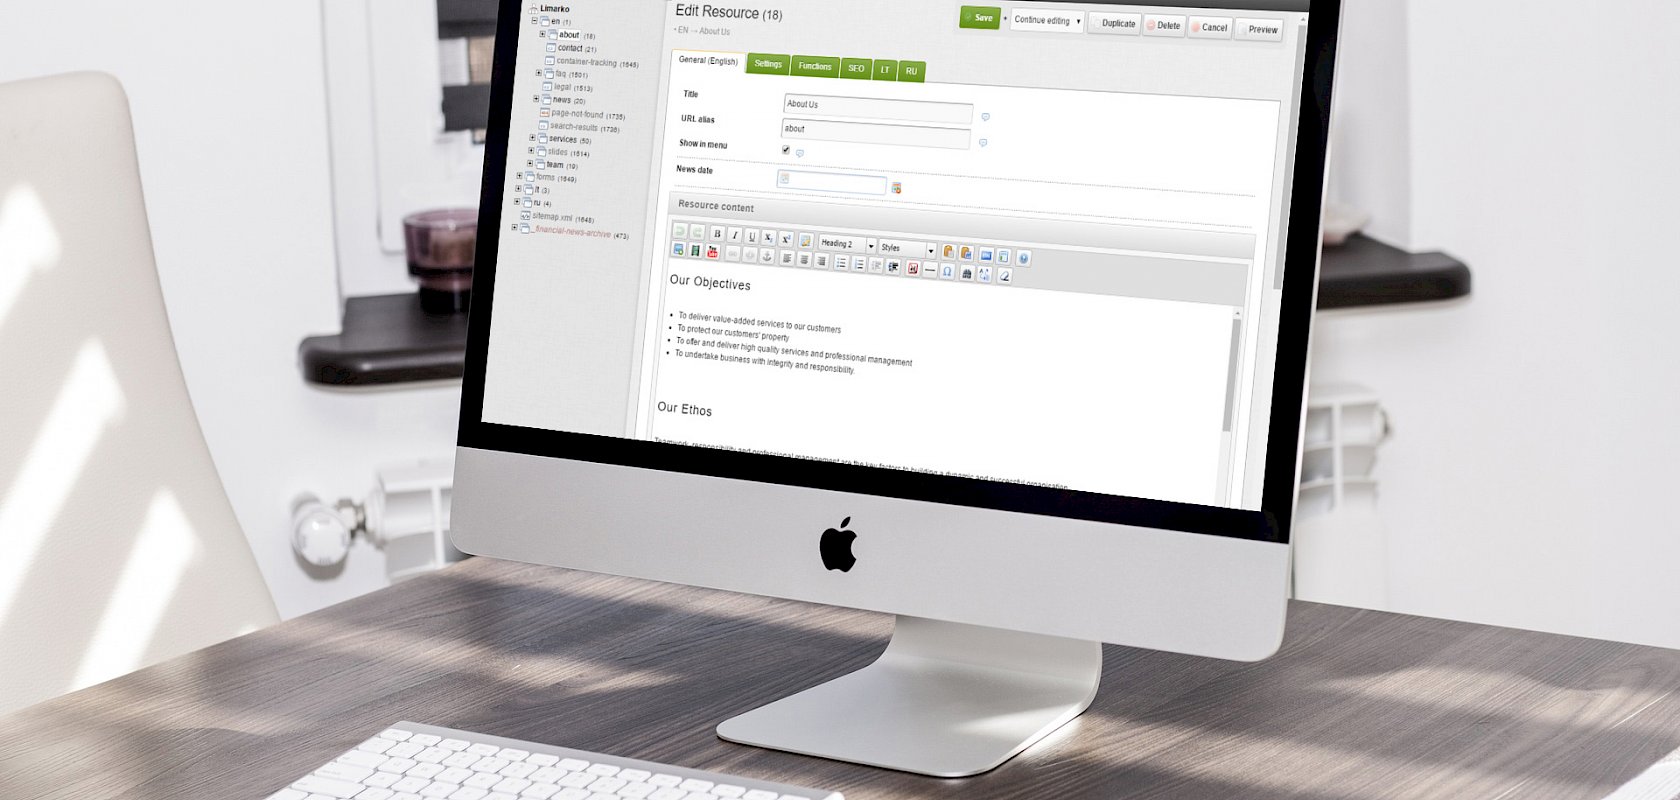 Limarko
en (1)
about (18)
contact (21)
container-tracking (1645)
faq (1501)
legal (1513)
news (20)
page-not-found (1735)
search-results (1736)
services (50)
slides (1614)
team (19)
forms (1649)
lt (3)
ru (4)
sitemap.xml (1648)
_financial-news-archive (473)
Edit Resource (18)
EN → About Us
Save
Continue editing
Duplicate
Delete
Cancel
Preview
General (English)
Settings
Functions
SEO
LT
RU
Title
About Us
URL alias
about
Show in menu
News date
Resource content
B I U X₂ X²
Heading 2
Styles
You Tube
Ω
Our Objectives
• To deliver value-added services to our customers
• To protect our customers' property
• To offer and deliver high quality services and professional management
• To undertake business with integrity and responsibility.
Our Ethos
Teamwork, responsibility and professional management are the key factors to building a dynamic and successful organisation